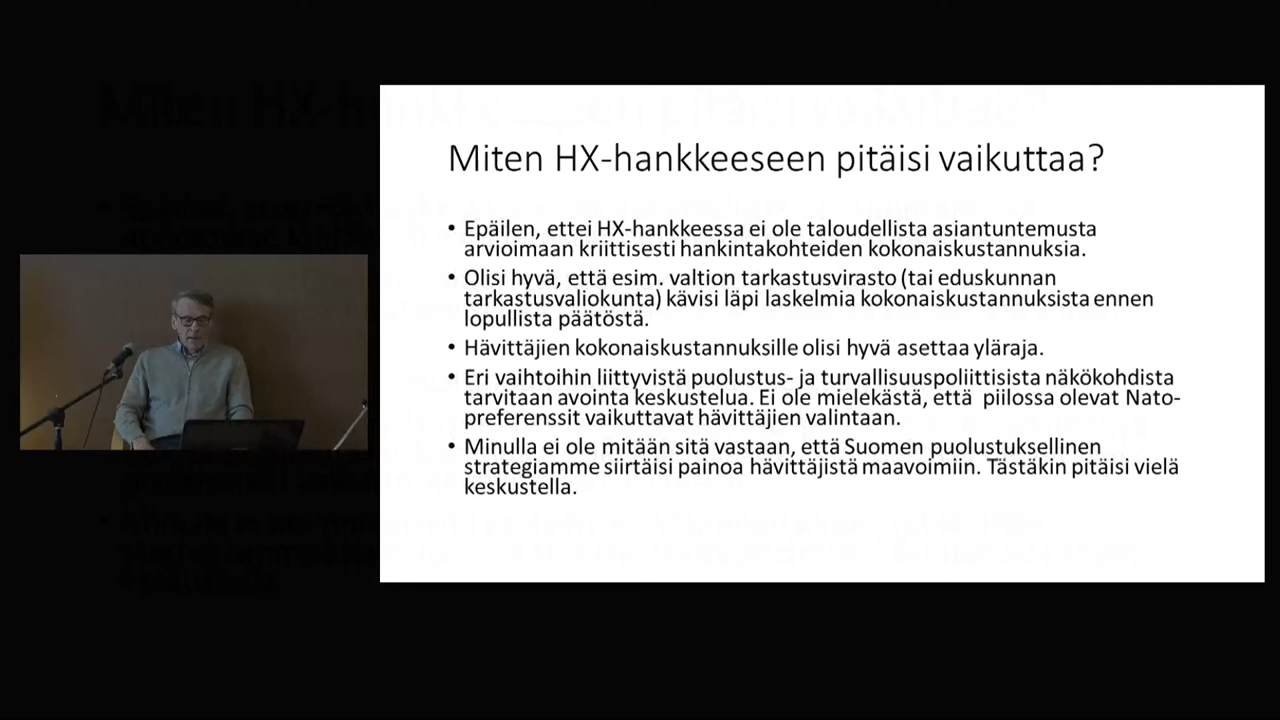 Miten HX-hankkeeseen pitäisi vaikuttaa?
• Epäilen, ettei HX-hankkeessa ei ole taloudellista asiantuntemusta
arvioimaan kriittisesti hankintakohteiden kokonaiskustannuksia.
• Olisi hyvä, että esim. valtion tarkastusvirasto (tai eduskunnan
tarkastusvaliokunta) kävisi läpi laskelmia kokonaiskustannuksista ennen
lopullista päätöstä.
• Hävittäjien kokonaiskustannuksille olisi hyvä asettaa yläraja.
• Eri vaihtoihin liittyvistä puolustus- ja turvallisuuspoliittisista näkökohdista
tarvitaan avointa keskustelua. Ei ole mielekästä, että piilossa olevat Nato-
preferenssit vaikuttavat hävittäjien valintaan.
• Minulla ei ole mitään sitä vastaan, että Suomen puolustuksellinen
strategiamme siirtäisi painoa hävittäjistä maavoimiin. Tästäkin pitäisi vielä
keskustella.